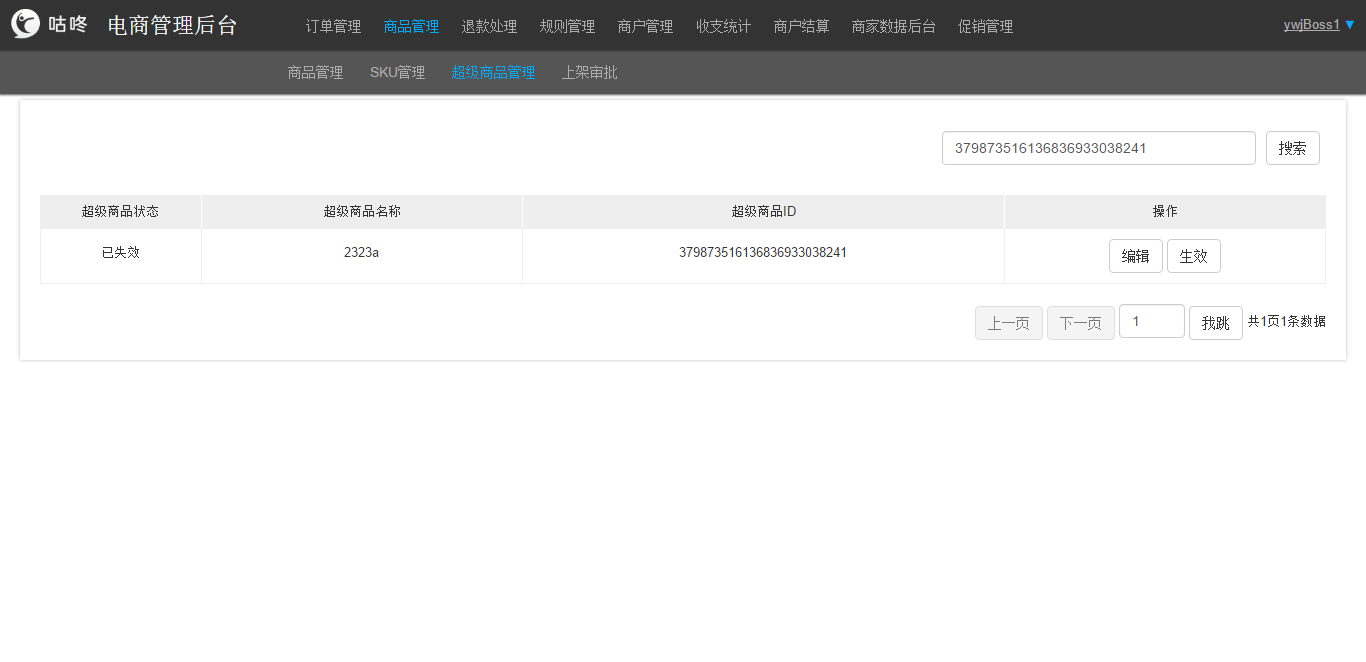 咕咚 电商管理后台 订单管理 商品管理 退款处理 规则管理 商户管理 收支统计 商户结算 商家数据后台 促销管理 ywjBoss1
商品管理 SKU管理 超级商品管理 上架审批
379873516136836933038241 搜索
超级商品状态 超级商品名称 超级商品ID 操作
已失效 2323a 379873516136836933038241 编辑 生效
上一页 下一页 1 我跳 共1页1条数据